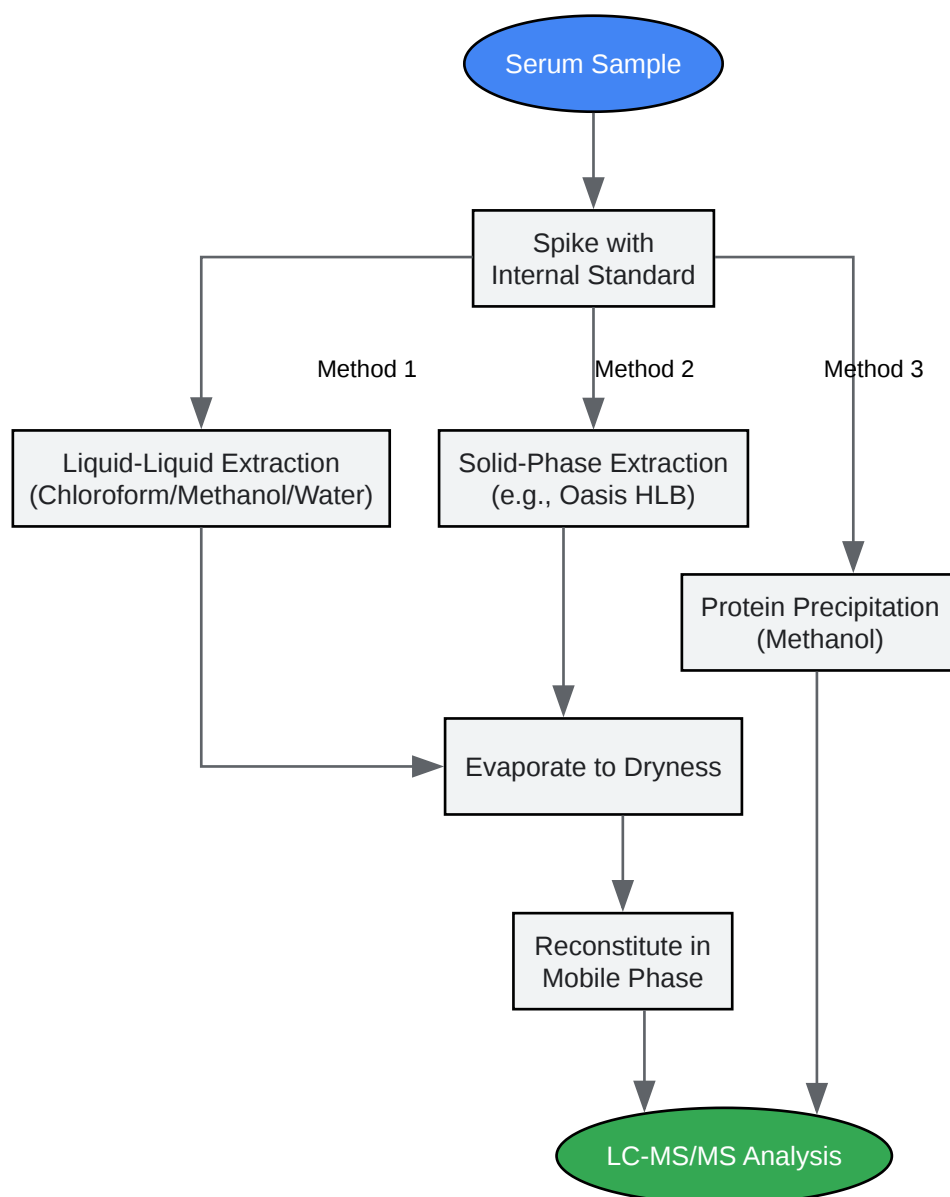 Serum Sample
Spike with
Internal Standard
Method 1
Method 2
Method 3
Liquid-Liquid Extraction
(Chloroform/Methanol/Water)
Solid-Phase Extraction
(e.g., Oasis HLB)
Protein Precipitation
(Methanol)
Evaporate to Dryness
Reconstitute in
Mobile Phase
LC-MS/MS Analysis